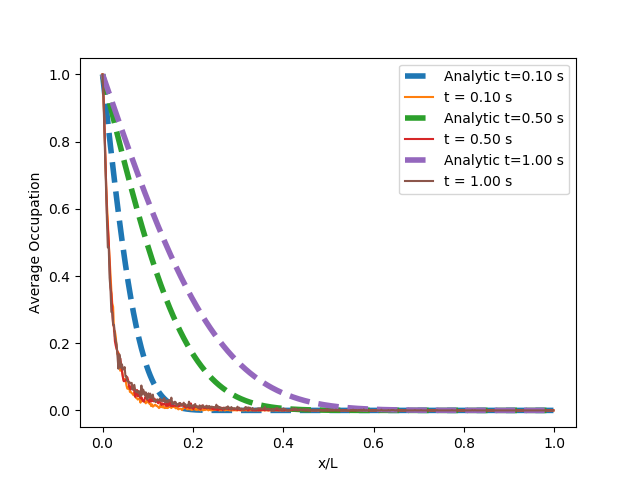 Analytic t=0.10 s
t = 0.10 s
Analytic t=0.50 s
t = 0.50 s
Analytic t=1.00 s
t = 1.00 s
1.0
0.8
0.6
0.4
0.2
0.0
Average Occupation
0.0 0.2 0.4 0.6 0.8 1.0
x/L